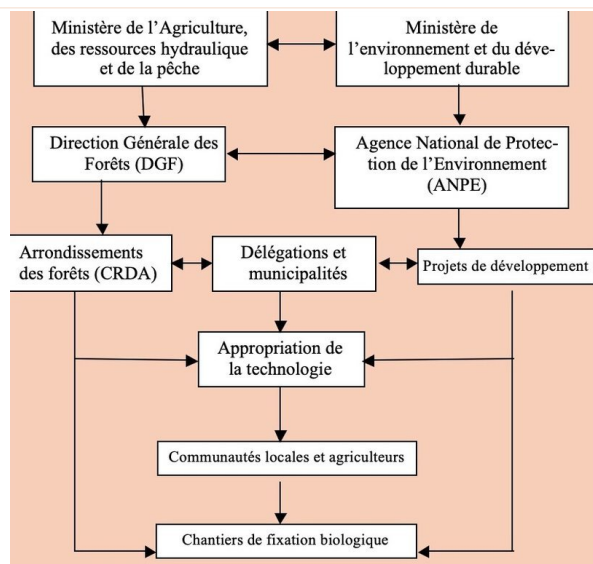 Ministère de l'Agriculture,
des ressources hydraulique
et de la pêche
Ministère de
l'environnement et du déve-
loppement durable
Direction Générale des
Forêts (DGF)
Agence National de Protec-
tion de l'Environnement
(ANPE)
Arrondissements
des forêts (CRDA)
Délégations et
municipalités
Projets de développement
Appropriation de
la technologie
Communautés locales et agriculteurs
Chantiers de fixation biologique